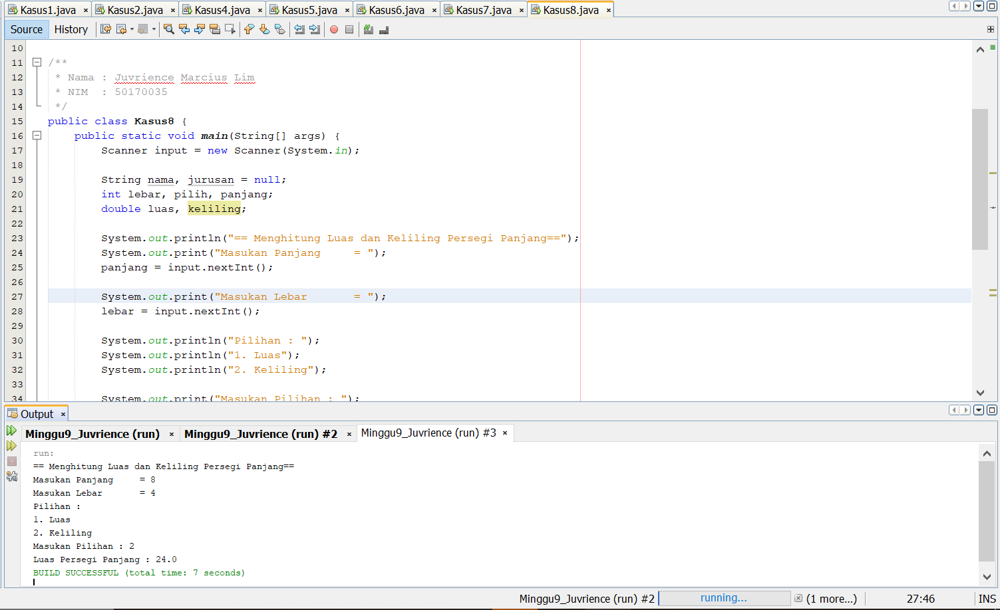 Kasus1.java × Kasus2.java × Kasus4.java × Kasus5.java × Kasus6.java × Kasus7.java × Kasus8.java ×
Source History
10
11 /**
12  * Nama : Juvrience Marcius Lim
13  * NIM  : 50170035
14  */
15 public class Kasus8 {
16     public static void main(String[] args) {
17         Scanner input = new Scanner(System.in);
18
19         String nama, jurusan = null;
20         int lebar, pilih, panjang;
21         double luas, keliling;
22
23         System.out.println("== Menghitung Luas dan Keliling Persegi Panjang==");
24         System.out.print("Masukan Panjang     = ");
25         panjang = input.nextInt();
26
27         System.out.print("Masukan Lebar       = ");
28         lebar = input.nextInt();
29
30         System.out.println("Pilihan : ");
31         System.out.println("1. Luas");
32         System.out.println("2. Keliling");
33
34         System.out.print("Masukan Pilihan : ");
Output ×
Minggu9_Juvrience (run) × Minggu9_Juvrience (run) #2 × Minggu9_Juvrience (run) #3 ×
run:
== Menghitung Luas dan Keliling Persegi Panjang==
Masukan Panjang     = 8
Masukan Lebar       = 4
Pilihan :
1. Luas
2. Keliling
Masukan Pilihan : 2
Luas Persegi Panjang : 24.0
BUILD SUCCESSFUL (total time: 7 seconds)
Minggu9_Juvrience (run) #2 running... (1 more...) 27:46 INS